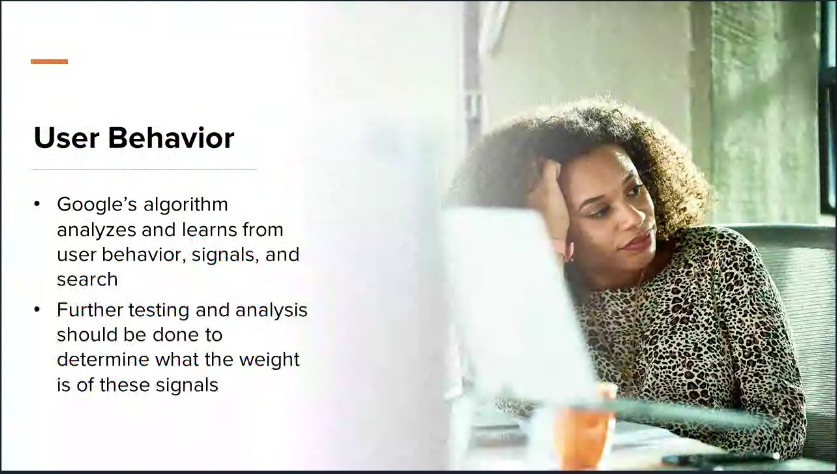 User Behavior
• Google's algorithm
analyzes and learns from
user behavior, signals, and
search
• Further testing and analysis
should be done to
determine what the weight
is of these signals